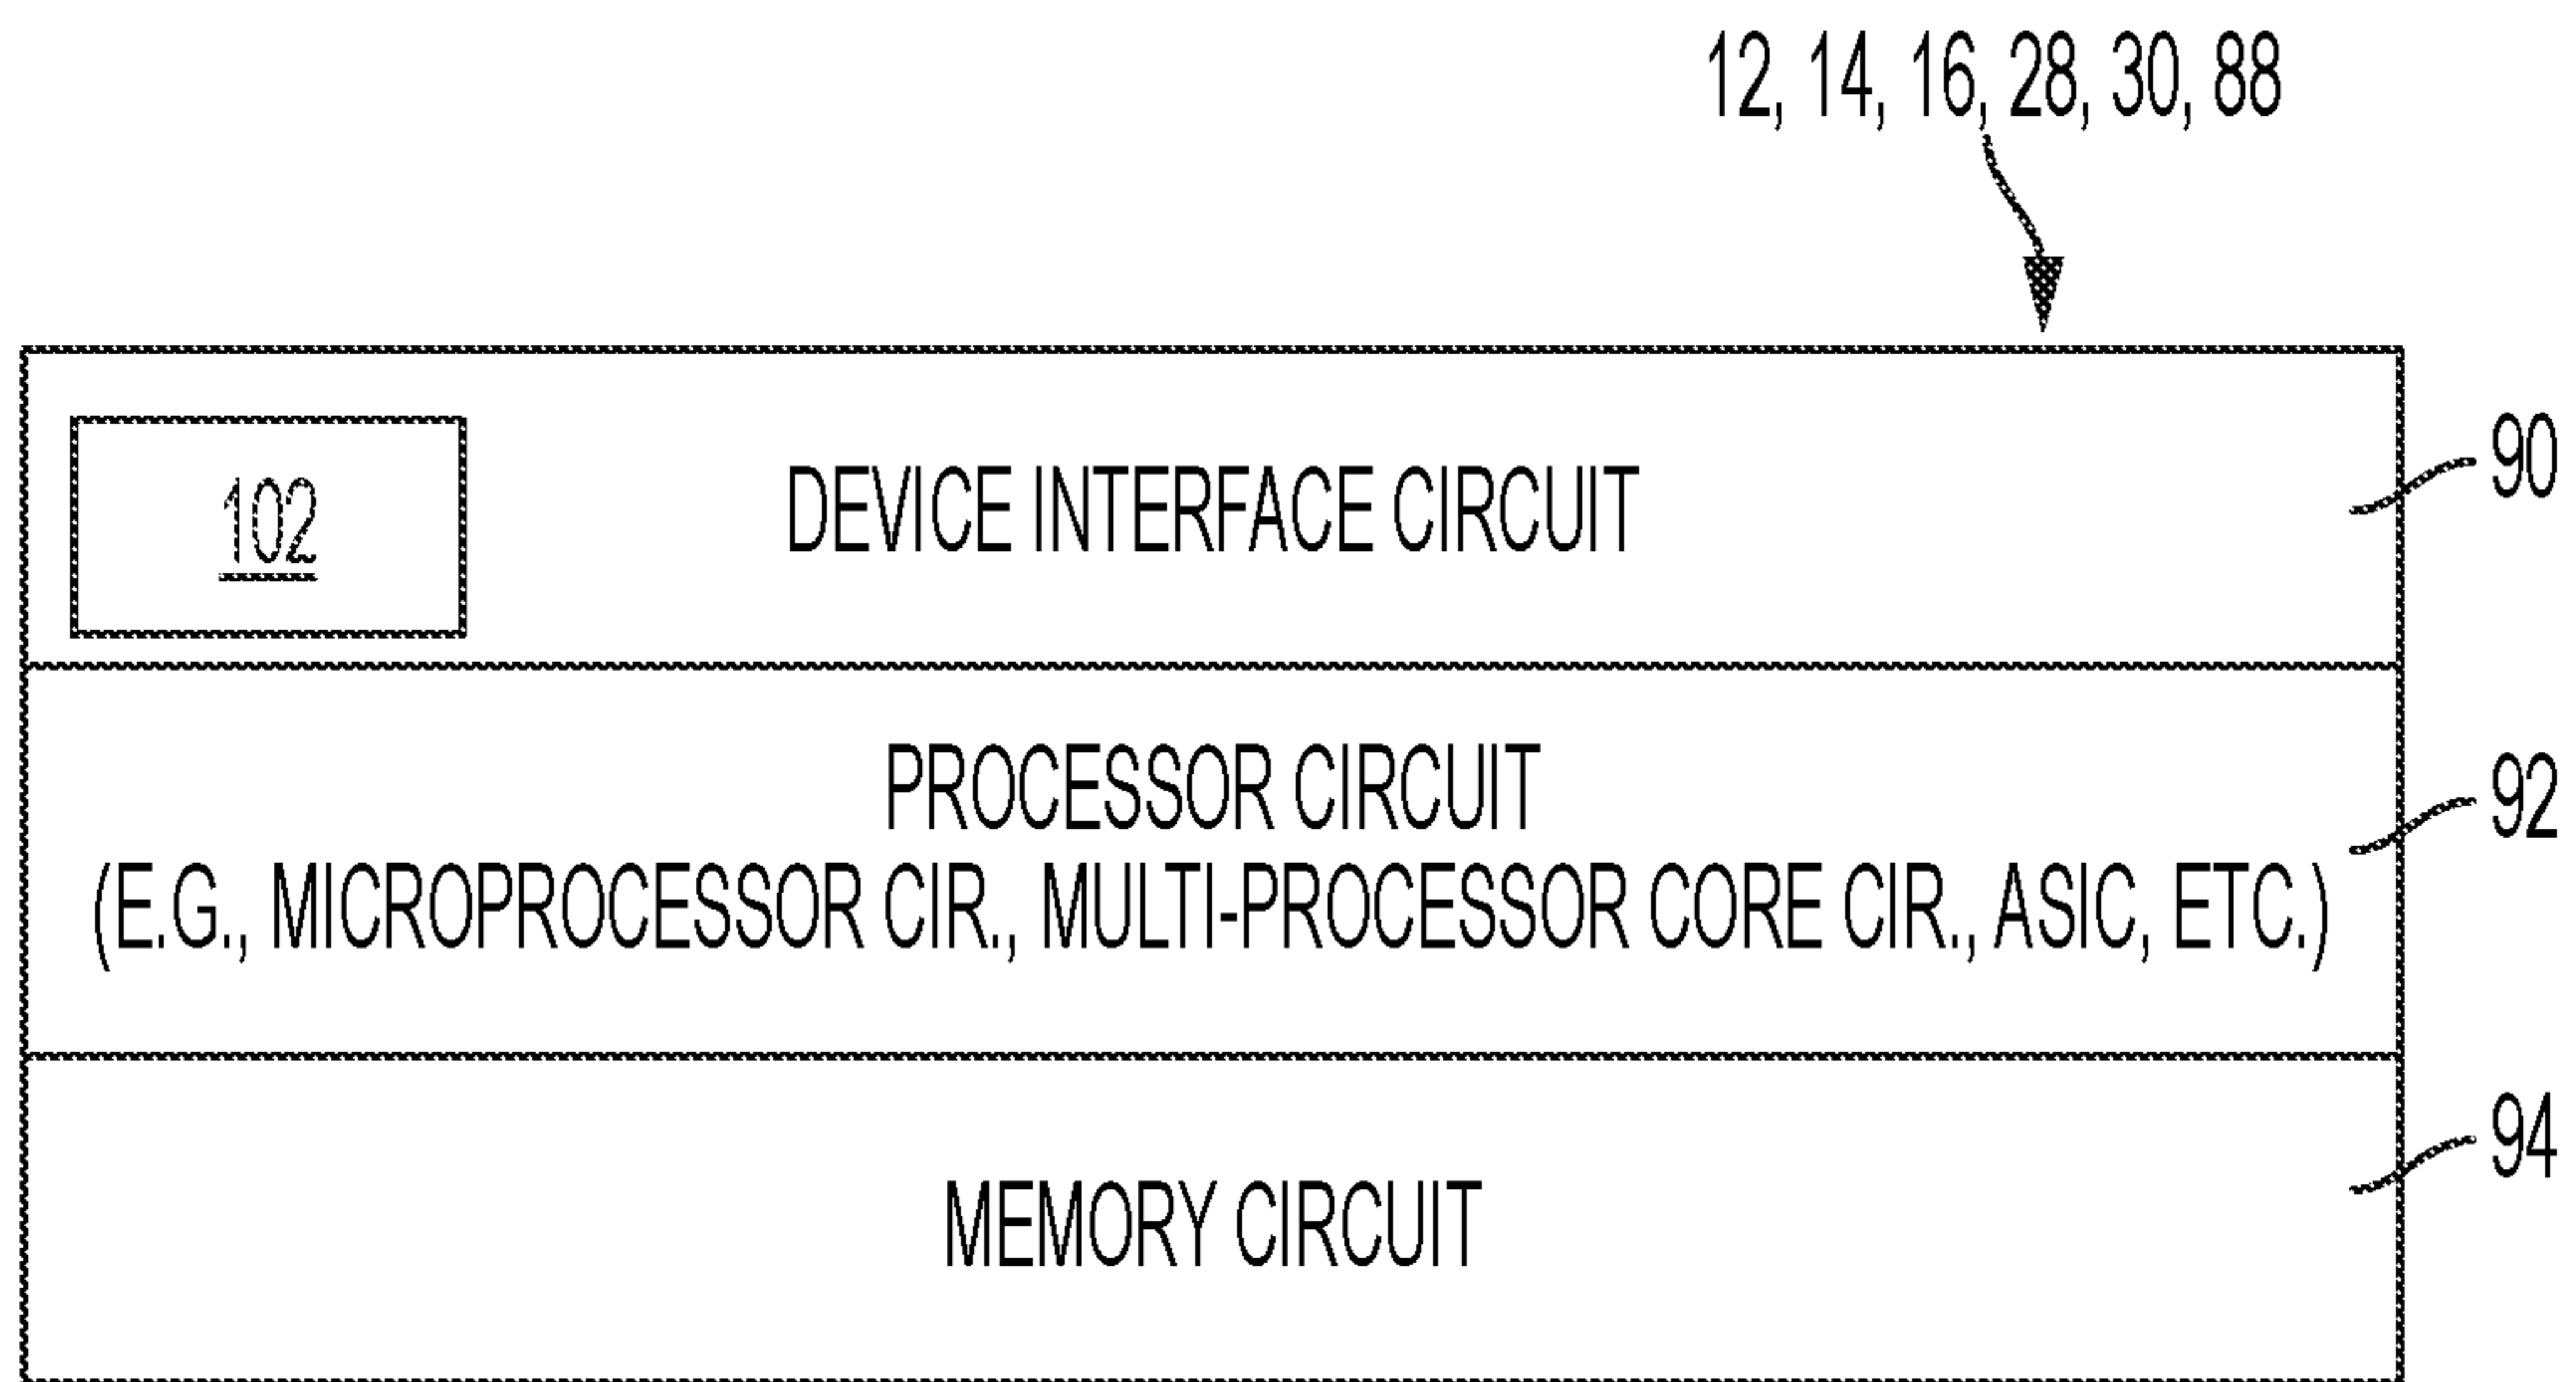 12, 14, 16, 28, 30, 88
90
102
DEVICE INTERFACE CIRCUIT
92
PROCESSOR CIRCUIT
(E.G., MICROPROCESSOR CIR., MULTI-PROCESSOR CORE CIR., ASIC, ETC.)
94
MEMORY CIRCUIT